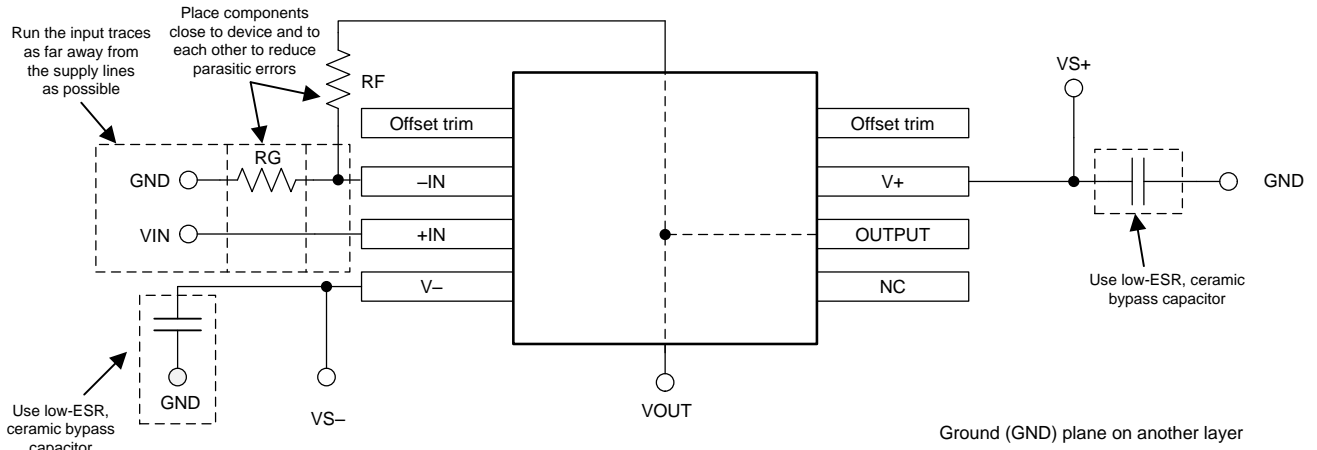 Run the input traces
as far away from
the supply lines
as possible
Place components
close to device and to
each other to reduce
parasitic errors
RF
VS+
Offset trim
Offset trim
RG
GND
–IN
V+
GND
VIN
+IN
OUTPUT
V–
NC
Use low-ESR, ceramic
bypass capacitor
GND
VS–
VOUT
Use low-ESR,
ceramic bypass
capacitor
Ground (GND) plane on another layer